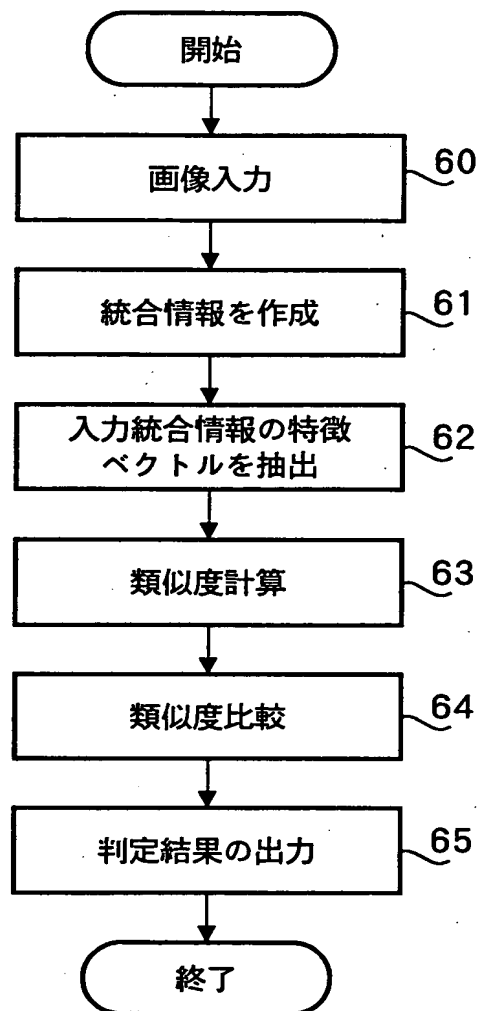 開始
画像入力
60
統合情報を作成
61
入力統合情報の特徴
ベクトルを抽出
62
類似度計算
63
類似度比較
64
判定結果の出力
65
終了